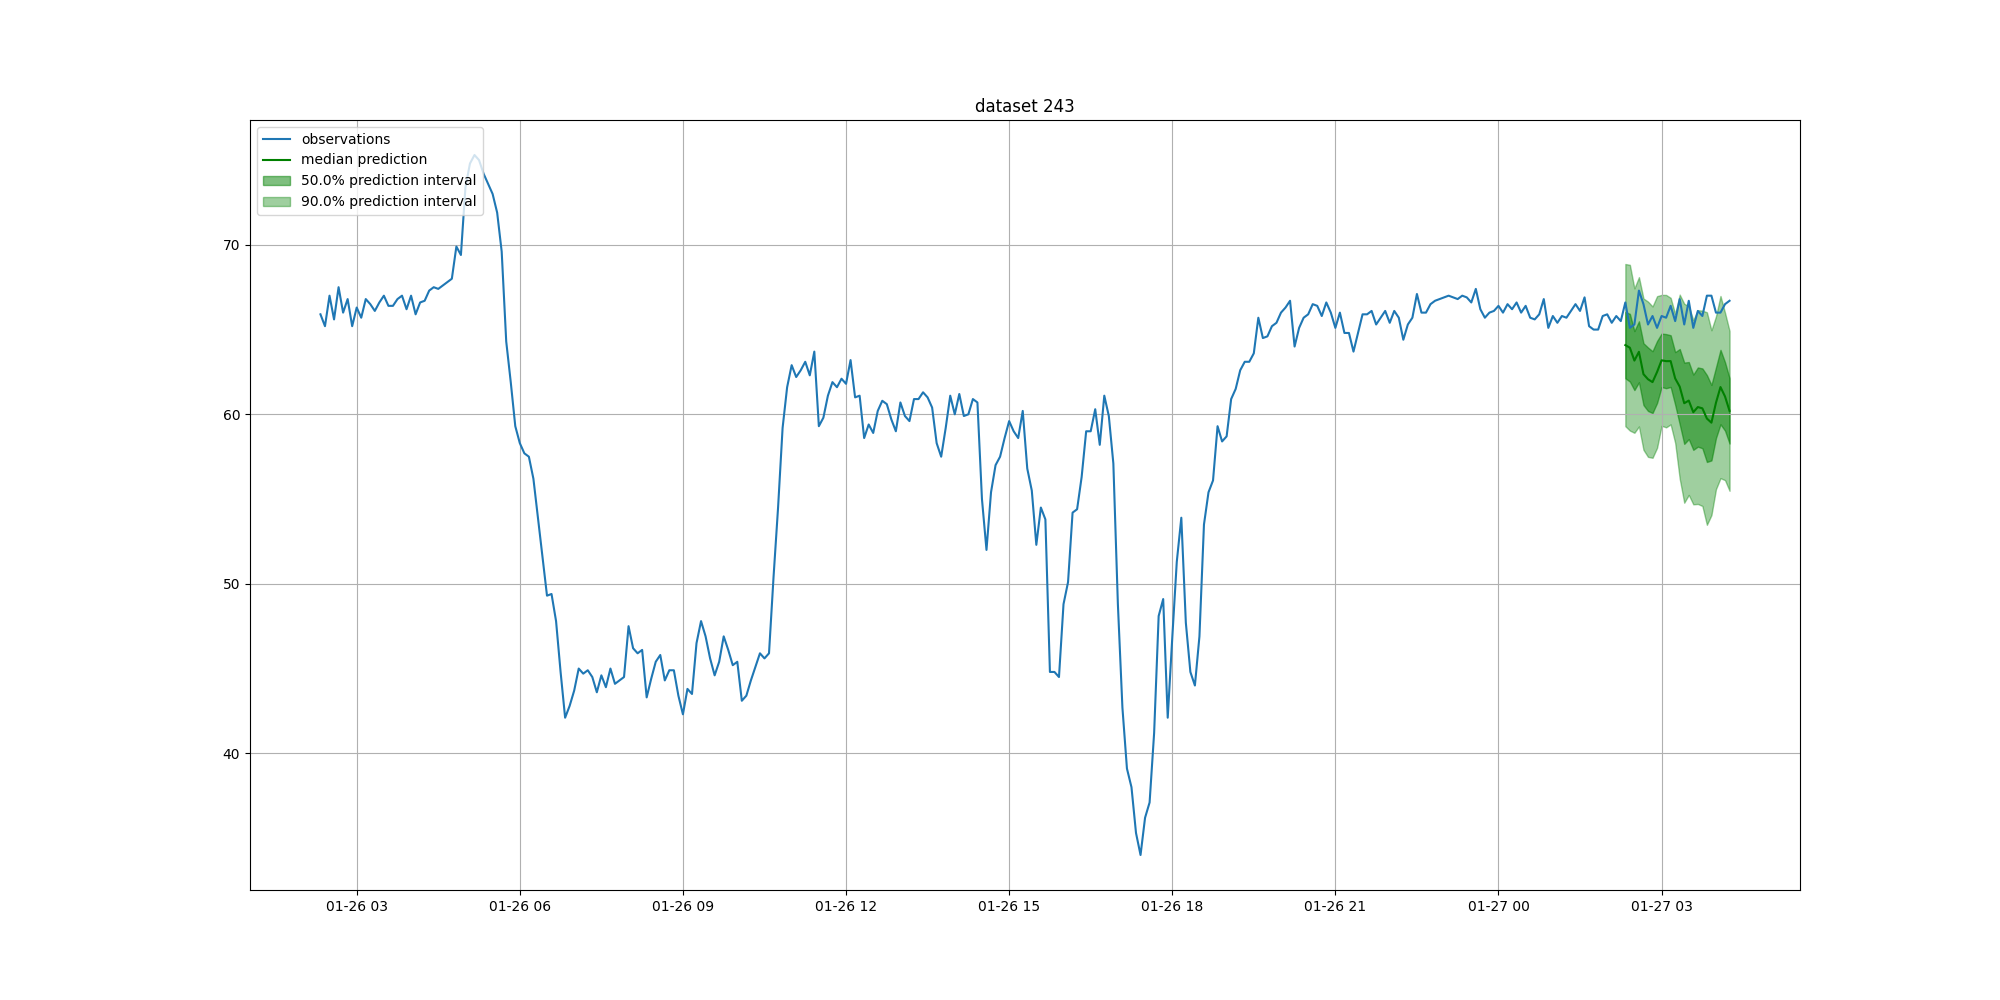 dataset 243
observations
median prediction
50.0% prediction interval
90.0% prediction interval
70
60
50
40
01-26 03
01-26 06
01-26 09
01-26 12
01-26 15
01-26 18
01-26 21
01-27 00
01-27 03